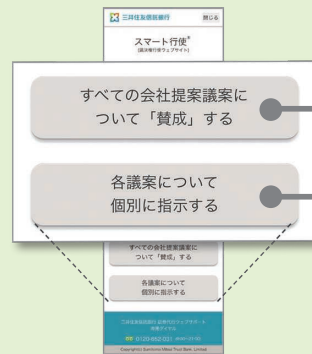 三井住友信託銀行
閉じる
スマート行使®
[議決権行使ウェブサイト]
すべての会社提案議案に
ついて「賛成」する
各議案について
個別に指示する
すべての会社提案議案に
ついて「賛成」する
各議案について
個別に指示する
三井住友信託銀行 証券代行ウェブサポート
専用ダイヤル
Copyright(c) Sumitomo Mitsui Trust Bank, Limited.